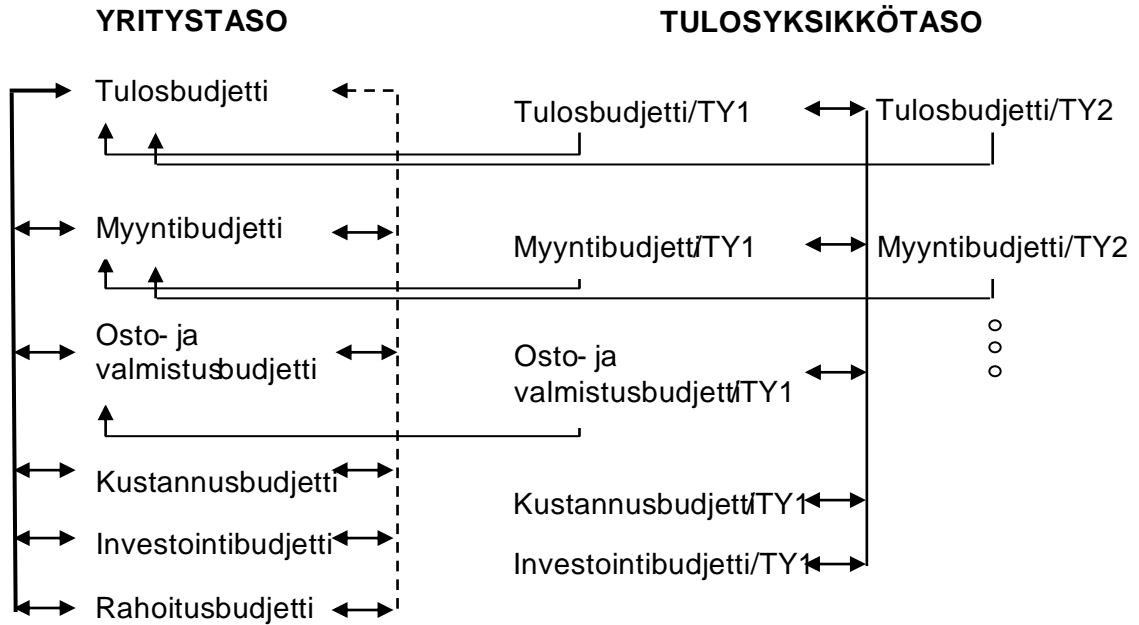 YRITYSTASO
TULOSYKSIKKÖTASO
Tulosbudjetti
Tulosbudjetti/TY1
Tulosbudjetti/TY2
Myyntibudjetti
Myyntibudjetti/TY1
Myyntibudjetti/TY2
Osto- ja
valmistusbudjetti
Osto- ja
valmistusbudjetti/TY1
Kustannusbudjetti
Kustannusbudjetti/TY1
Investointibudjetti
Investointibudjetti/TY1
Rahoitusbudjetti